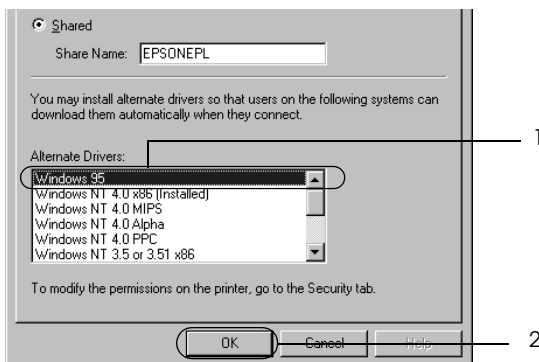 Shared
Share Name: EPSONEPL
You may install alternate drivers so that users on the following systems can
download them automatically when they connect.
Alternate Drivers:
1
Windows 95
Windows NT 4.0 x86 (Installed)
Windows NT 4.0 MIPS
Windows NT 4.0 Alpha
Windows NT 4.0 PPC
Windows NT 3.5 or 3.51 x86
To modify the permissions on the printer, go to the Security tab.
OK Cancel Help 2